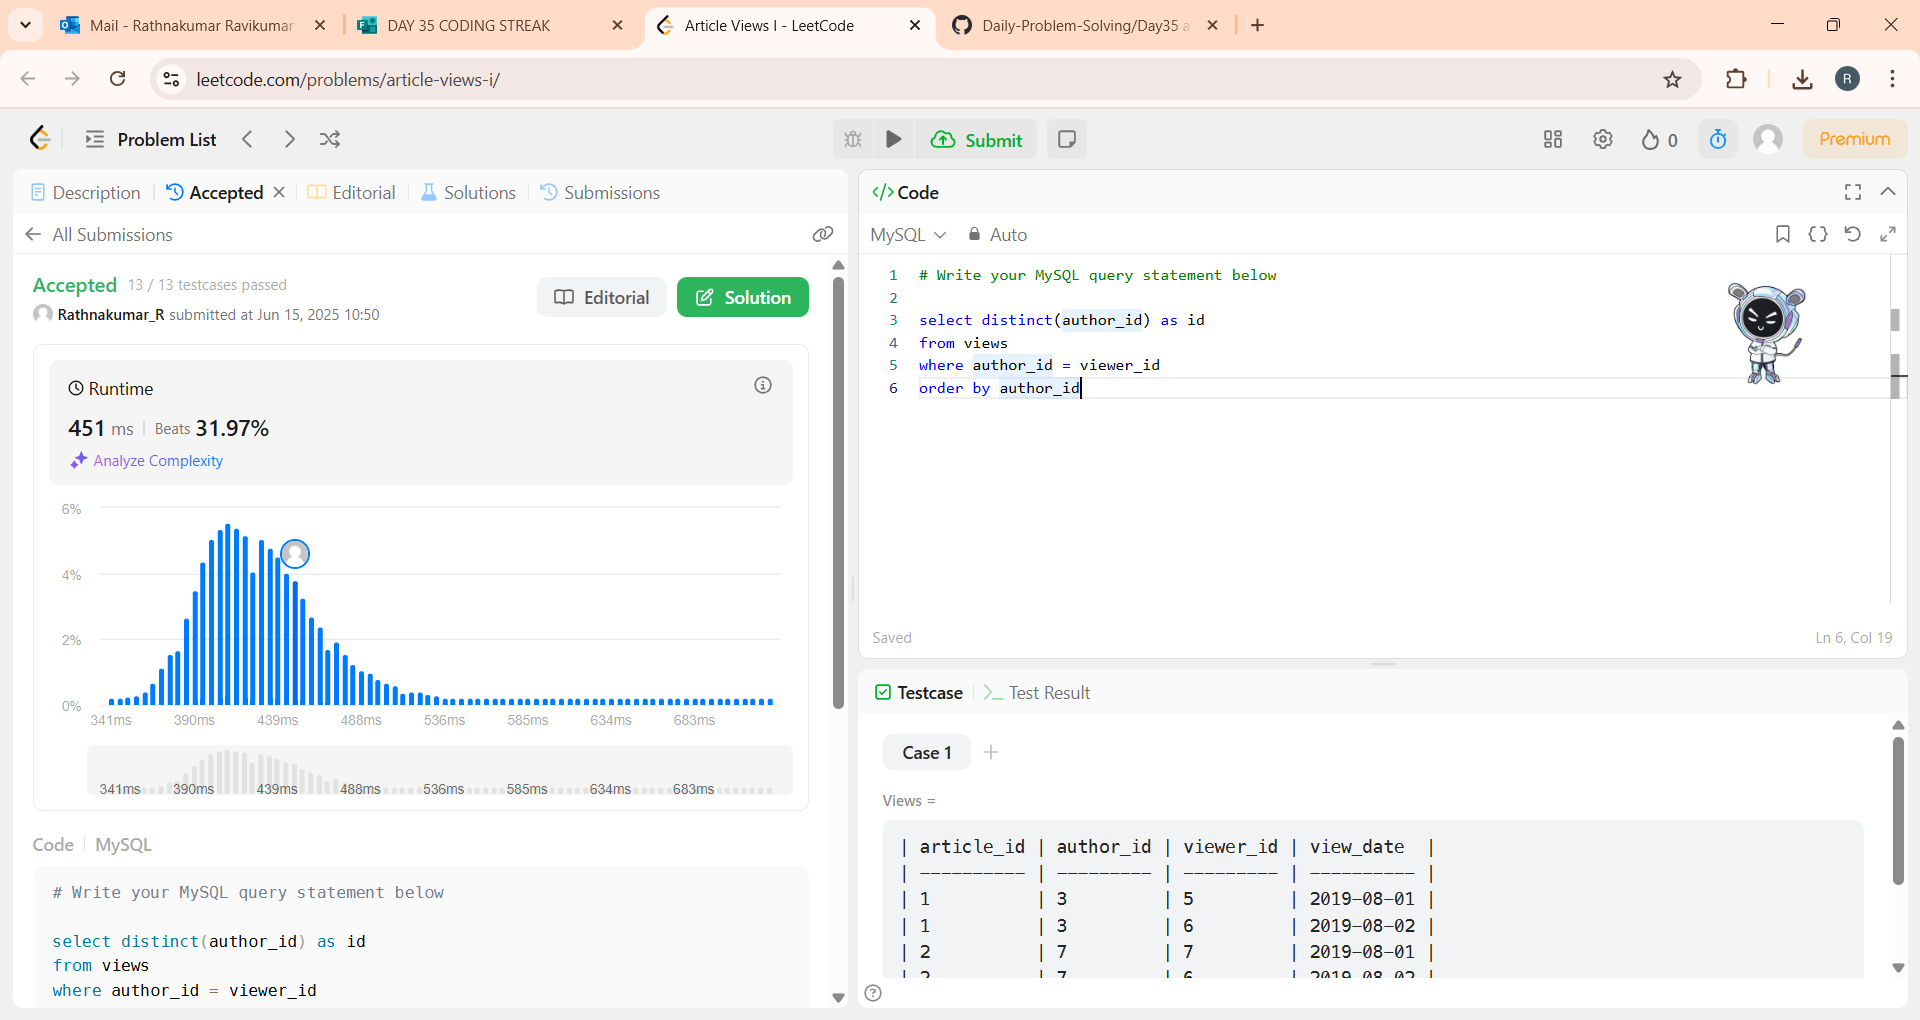 Mail - Rathnakumar Ravikumar
DAY 35 CODING STREAK
Article Views I - LeetCode
Daily-Problem-Solving/Day35 a
leetcode.com/problems/article-views-i/
R
Problem List
Submit
0
Premium
Description
Accepted
Editorial
Solutions
Submissions
All Submissions
Accepted 13 / 13 testcases passed
Rathnakumar_R submitted at Jun 15, 2025 10:50
Editorial
Solution
Runtime
451 ms Beats 31.97%
Analyze Complexity
6%
4%
2%
0%
341ms 390ms 439ms 488ms 536ms 585ms 634ms 683ms
341ms 390ms 439ms 488ms 536ms 585ms 634ms 683ms
Code MySQL
# Write your MySQL query statement below
select distinct(author_id) as id
from views
where author_id = viewer_id
</> Code
MySQL Auto
1 # Write your MySQL query statement below
2
3 select distinct(author_id) as id
4 from views
5 where author_id = viewer_id
6 order by author_id
Saved
Ln 6, Col 19
Testcase
>_ Test Result
Case 1 +
Views =
| article_id | author_id | viewer_id | view_date |
| ---------- | --------- | --------- | ---------- |
| 1 | 3 | 5 | 2019-08-01 |
| 1 | 3 | 6 | 2019-08-02 |
| 2 | 7 | 7 | 2019-08-01 |
| 2 | 7 | 6 | 2019-08-02 |